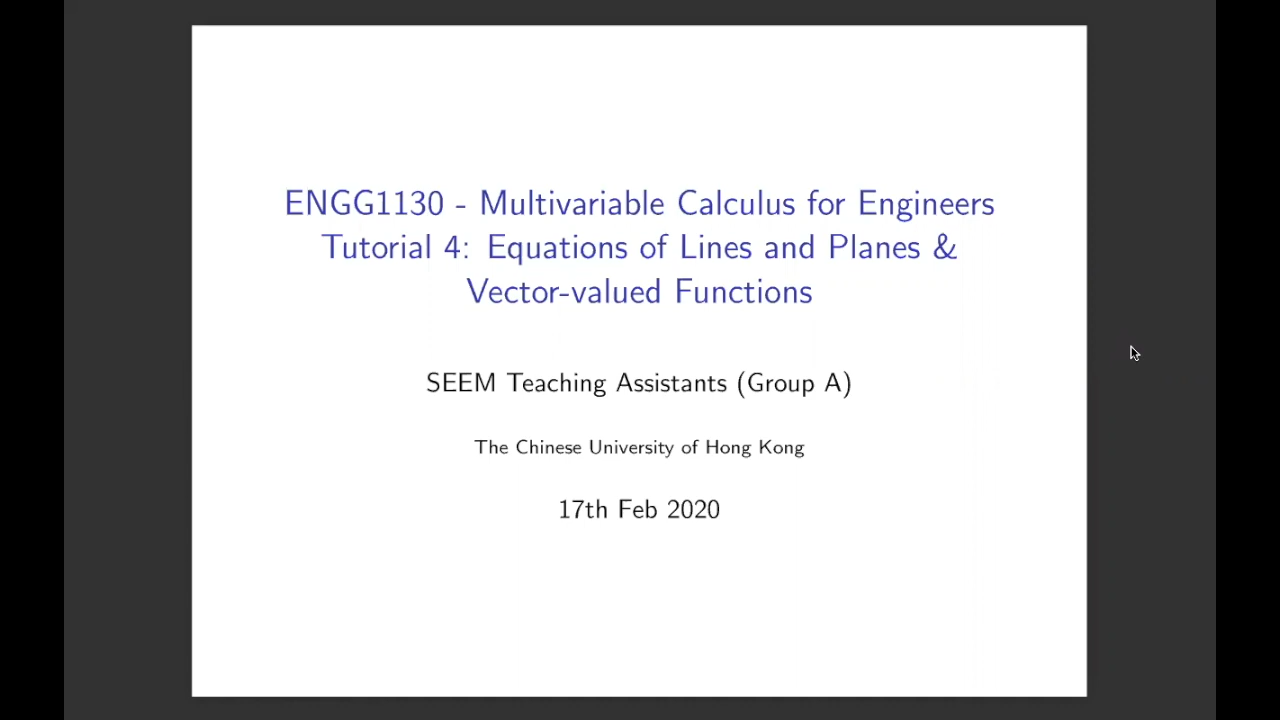 ENGG1130 - Multivariable Calculus for Engineers
Tutorial 4: Equations of Lines and Planes &
Vector-valued Functions
SEEM Teaching Assistants (Group A)
The Chinese University of Hong Kong
17th Feb 2020